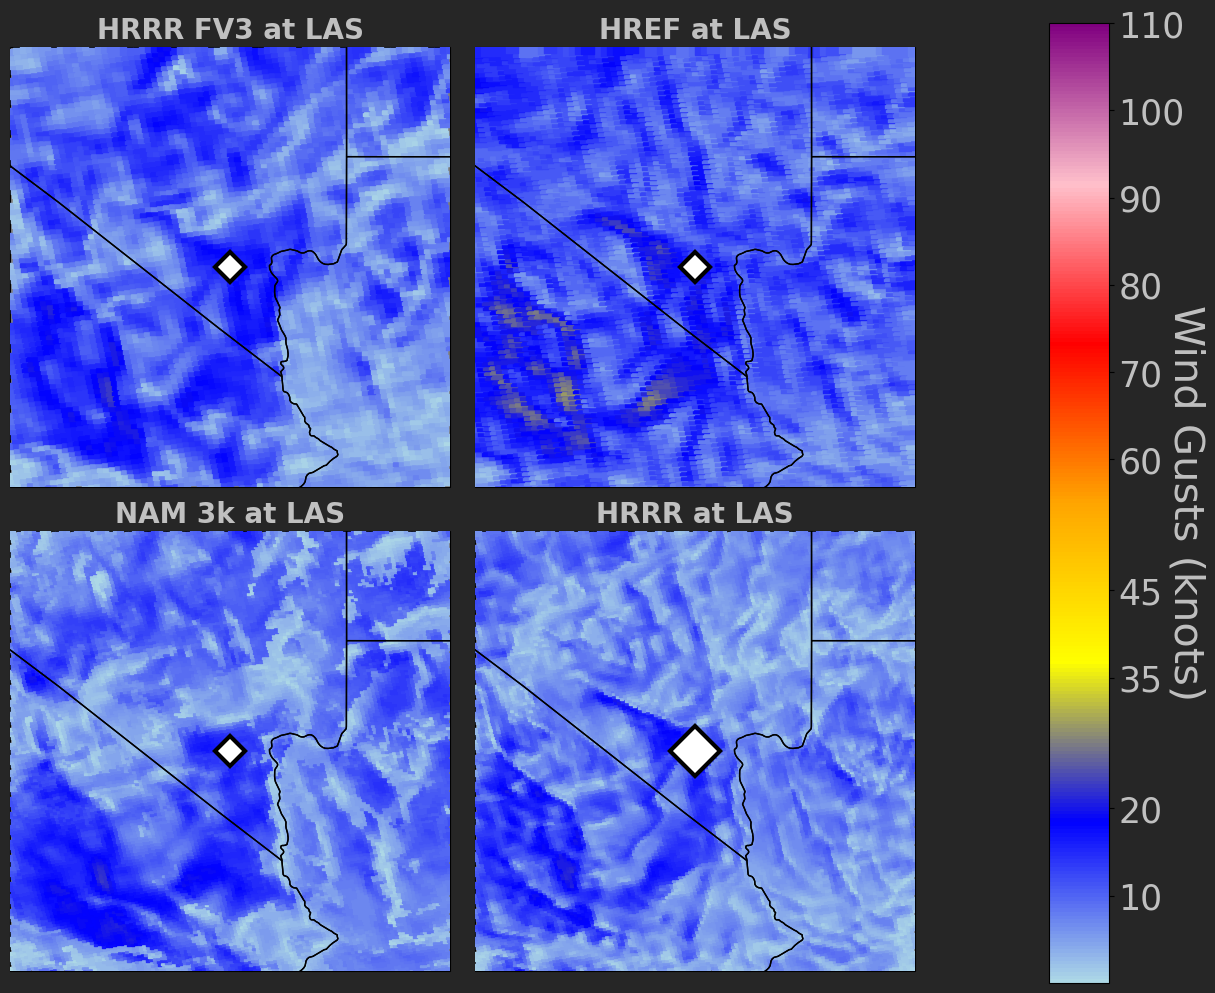 HRRR FV3 at LAS
HREF at LAS
NAM 3k at LAS
HRRR at LAS
110
100
90
80
70
60
45
35
20
10
Wind Gusts (knots)